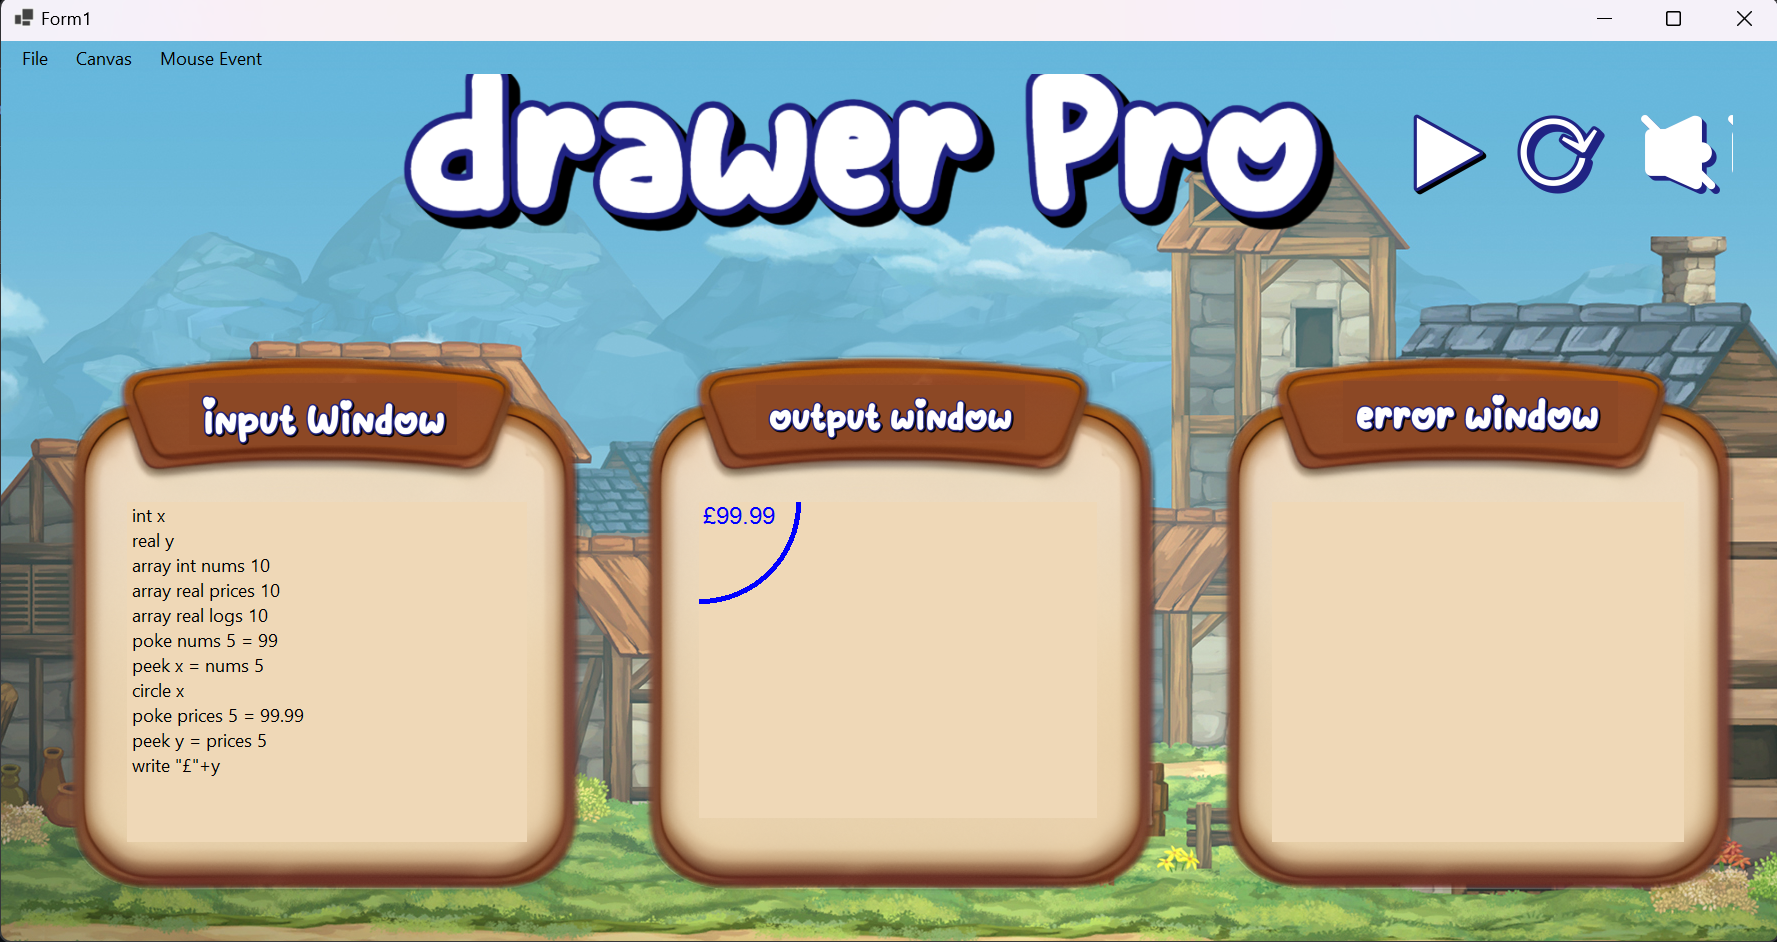 Form1
File Canvas Mouse Event
drawer Pro
input Window
output window
error window
int x
real y
array int nums 10
array real prices 10
array real logs 10
poke nums 5 = 99
peek x = nums 5
circle x
poke prices 5 = 99.99
peek y = prices 5
write "£"+y
£99.99